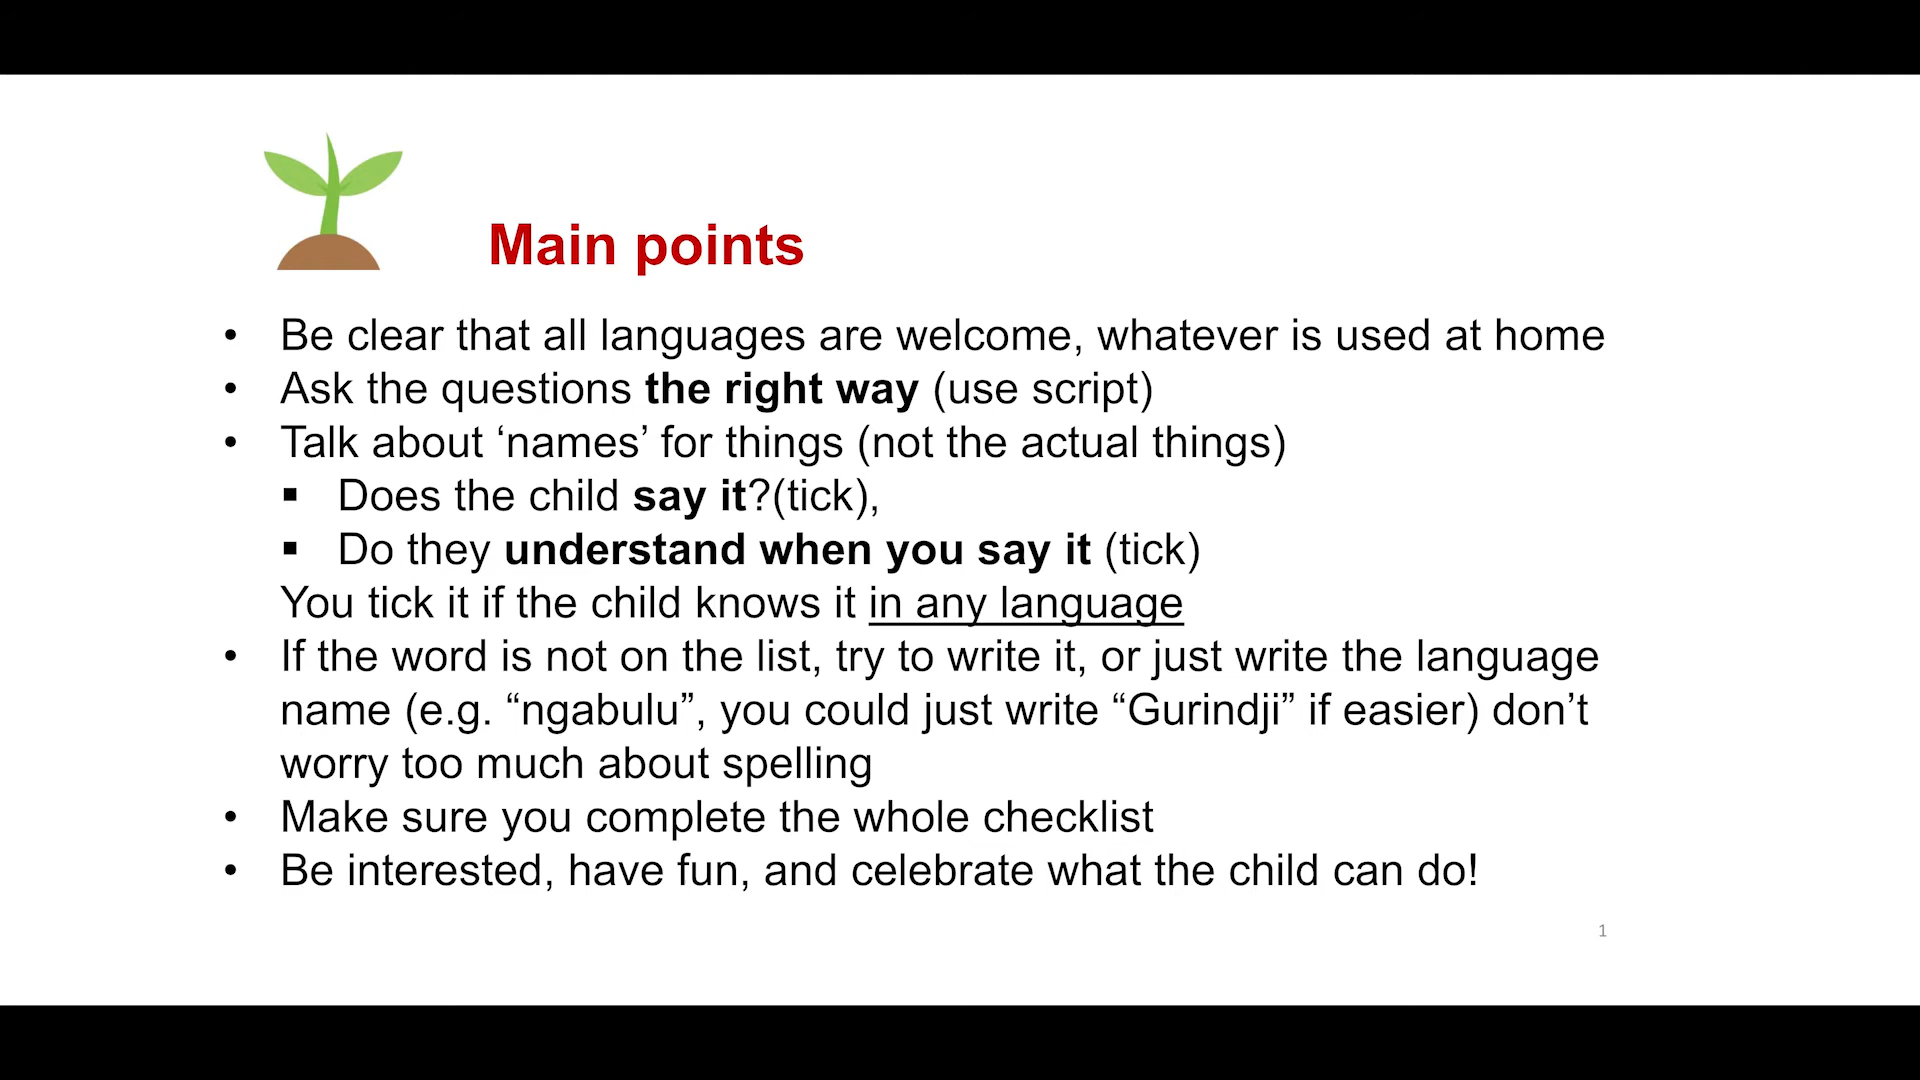 Main points
• Be clear that all languages are welcome, whatever is used at home
• Ask the questions the right way (use script)
• Talk about ‘names’ for things (not the actual things)
▪ Does the child say it?(tick),
▪ Do they understand when you say it (tick)
You tick it if the child knows it in any language
• If the word is not on the list, try to write it, or just write the language
name (e.g. “ngabulu”, you could just write “Gurindji” if easier) don’t
worry too much about spelling
• Make sure you complete the whole checklist
• Be interested, have fun, and celebrate what the child can do!
1